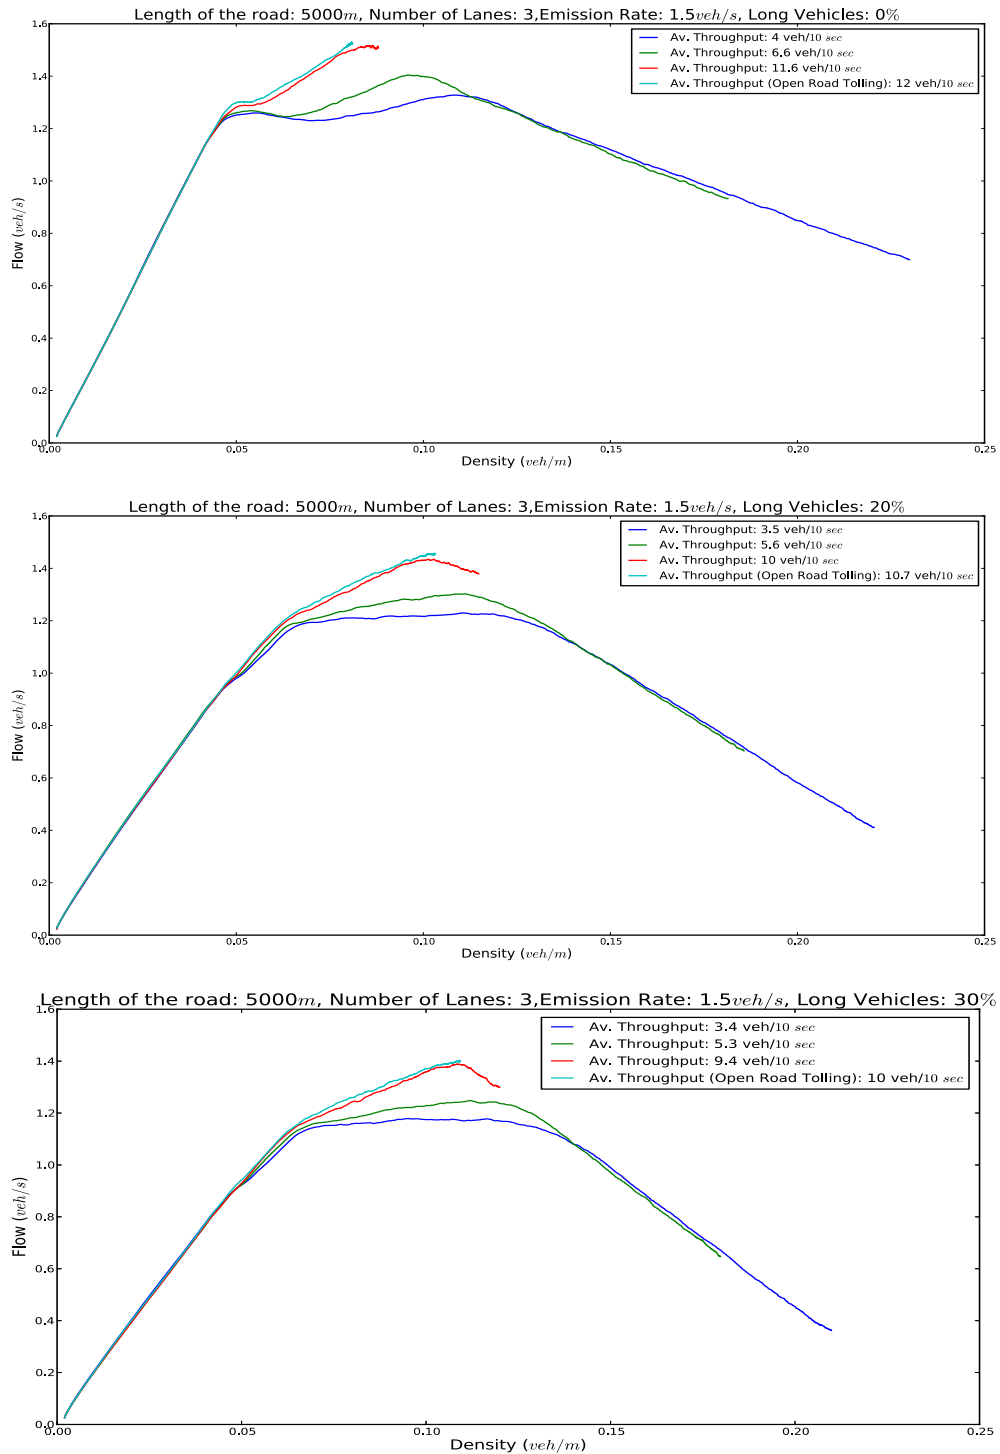 Length of the road: 5000m, Number of Lanes: 3,Emission Rate: 1.5veh/s, Long Vehicles: 0%
Av. Throughput: 4 veh/10 sec
Av. Throughput: 6.6 veh/10 sec
Av. Throughput: 11.6 veh/10 sec
Av. Throughput (Open Road Tolling): 12 veh/10 sec
1.6
1.4
1.2
1.0
0.8
0.6
0.4
0.2
0.0
Flow (veh/s)
0.00 0.05 0.10 0.15 0.20 0.25
Density (veh/m)
Length of the road: 5000m, Number of Lanes: 3,Emission Rate: 1.5veh/s, Long Vehicles: 20%
Av. Throughput: 3.5 veh/10 sec
Av. Throughput: 5.6 veh/10 sec
Av. Throughput: 10 veh/10 sec
Av. Throughput (Open Road Tolling): 10.7 veh/10 sec
1.6
1.4
1.2
1.0
0.8
0.6
0.4
0.2
0.0
Flow (veh/s)
0.00 0.05 0.10 0.15 0.20 0.25
Density (veh/m)
Length of the road: 5000m, Number of Lanes: 3,Emission Rate: 1.5veh/s, Long Vehicles: 30%
Av. Throughput: 3.4 veh/10 sec
Av. Throughput: 5.3 veh/10 sec
Av. Throughput: 9.4 veh/10 sec
Av. Throughput (Open Road Tolling): 10 veh/10 sec
1.6
1.4
1.2
1.0
0.8
0.6
0.4
0.2
0.0
Flow (veh/s)
0.00 0.05 0.10 0.15 0.20 0.25
Density (veh/m)